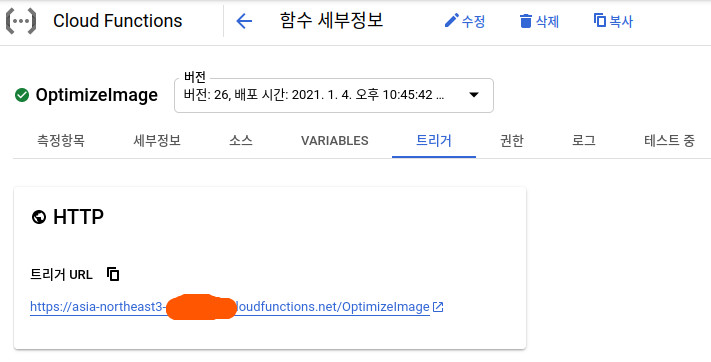 Cloud Functions
함수 세부정보
수정
삭제
복사
OptimizeImage
버전
버전: 26, 배포 시간: 2021. 1. 4. 오후 10:45:42 ...
측정항목 세부정보 소스 VARIABLES 트리거 권한 로그 테스트 중
HTTP
트리거 URL
https://asia-northeast3- loudfunctions.net/OptimizeImage